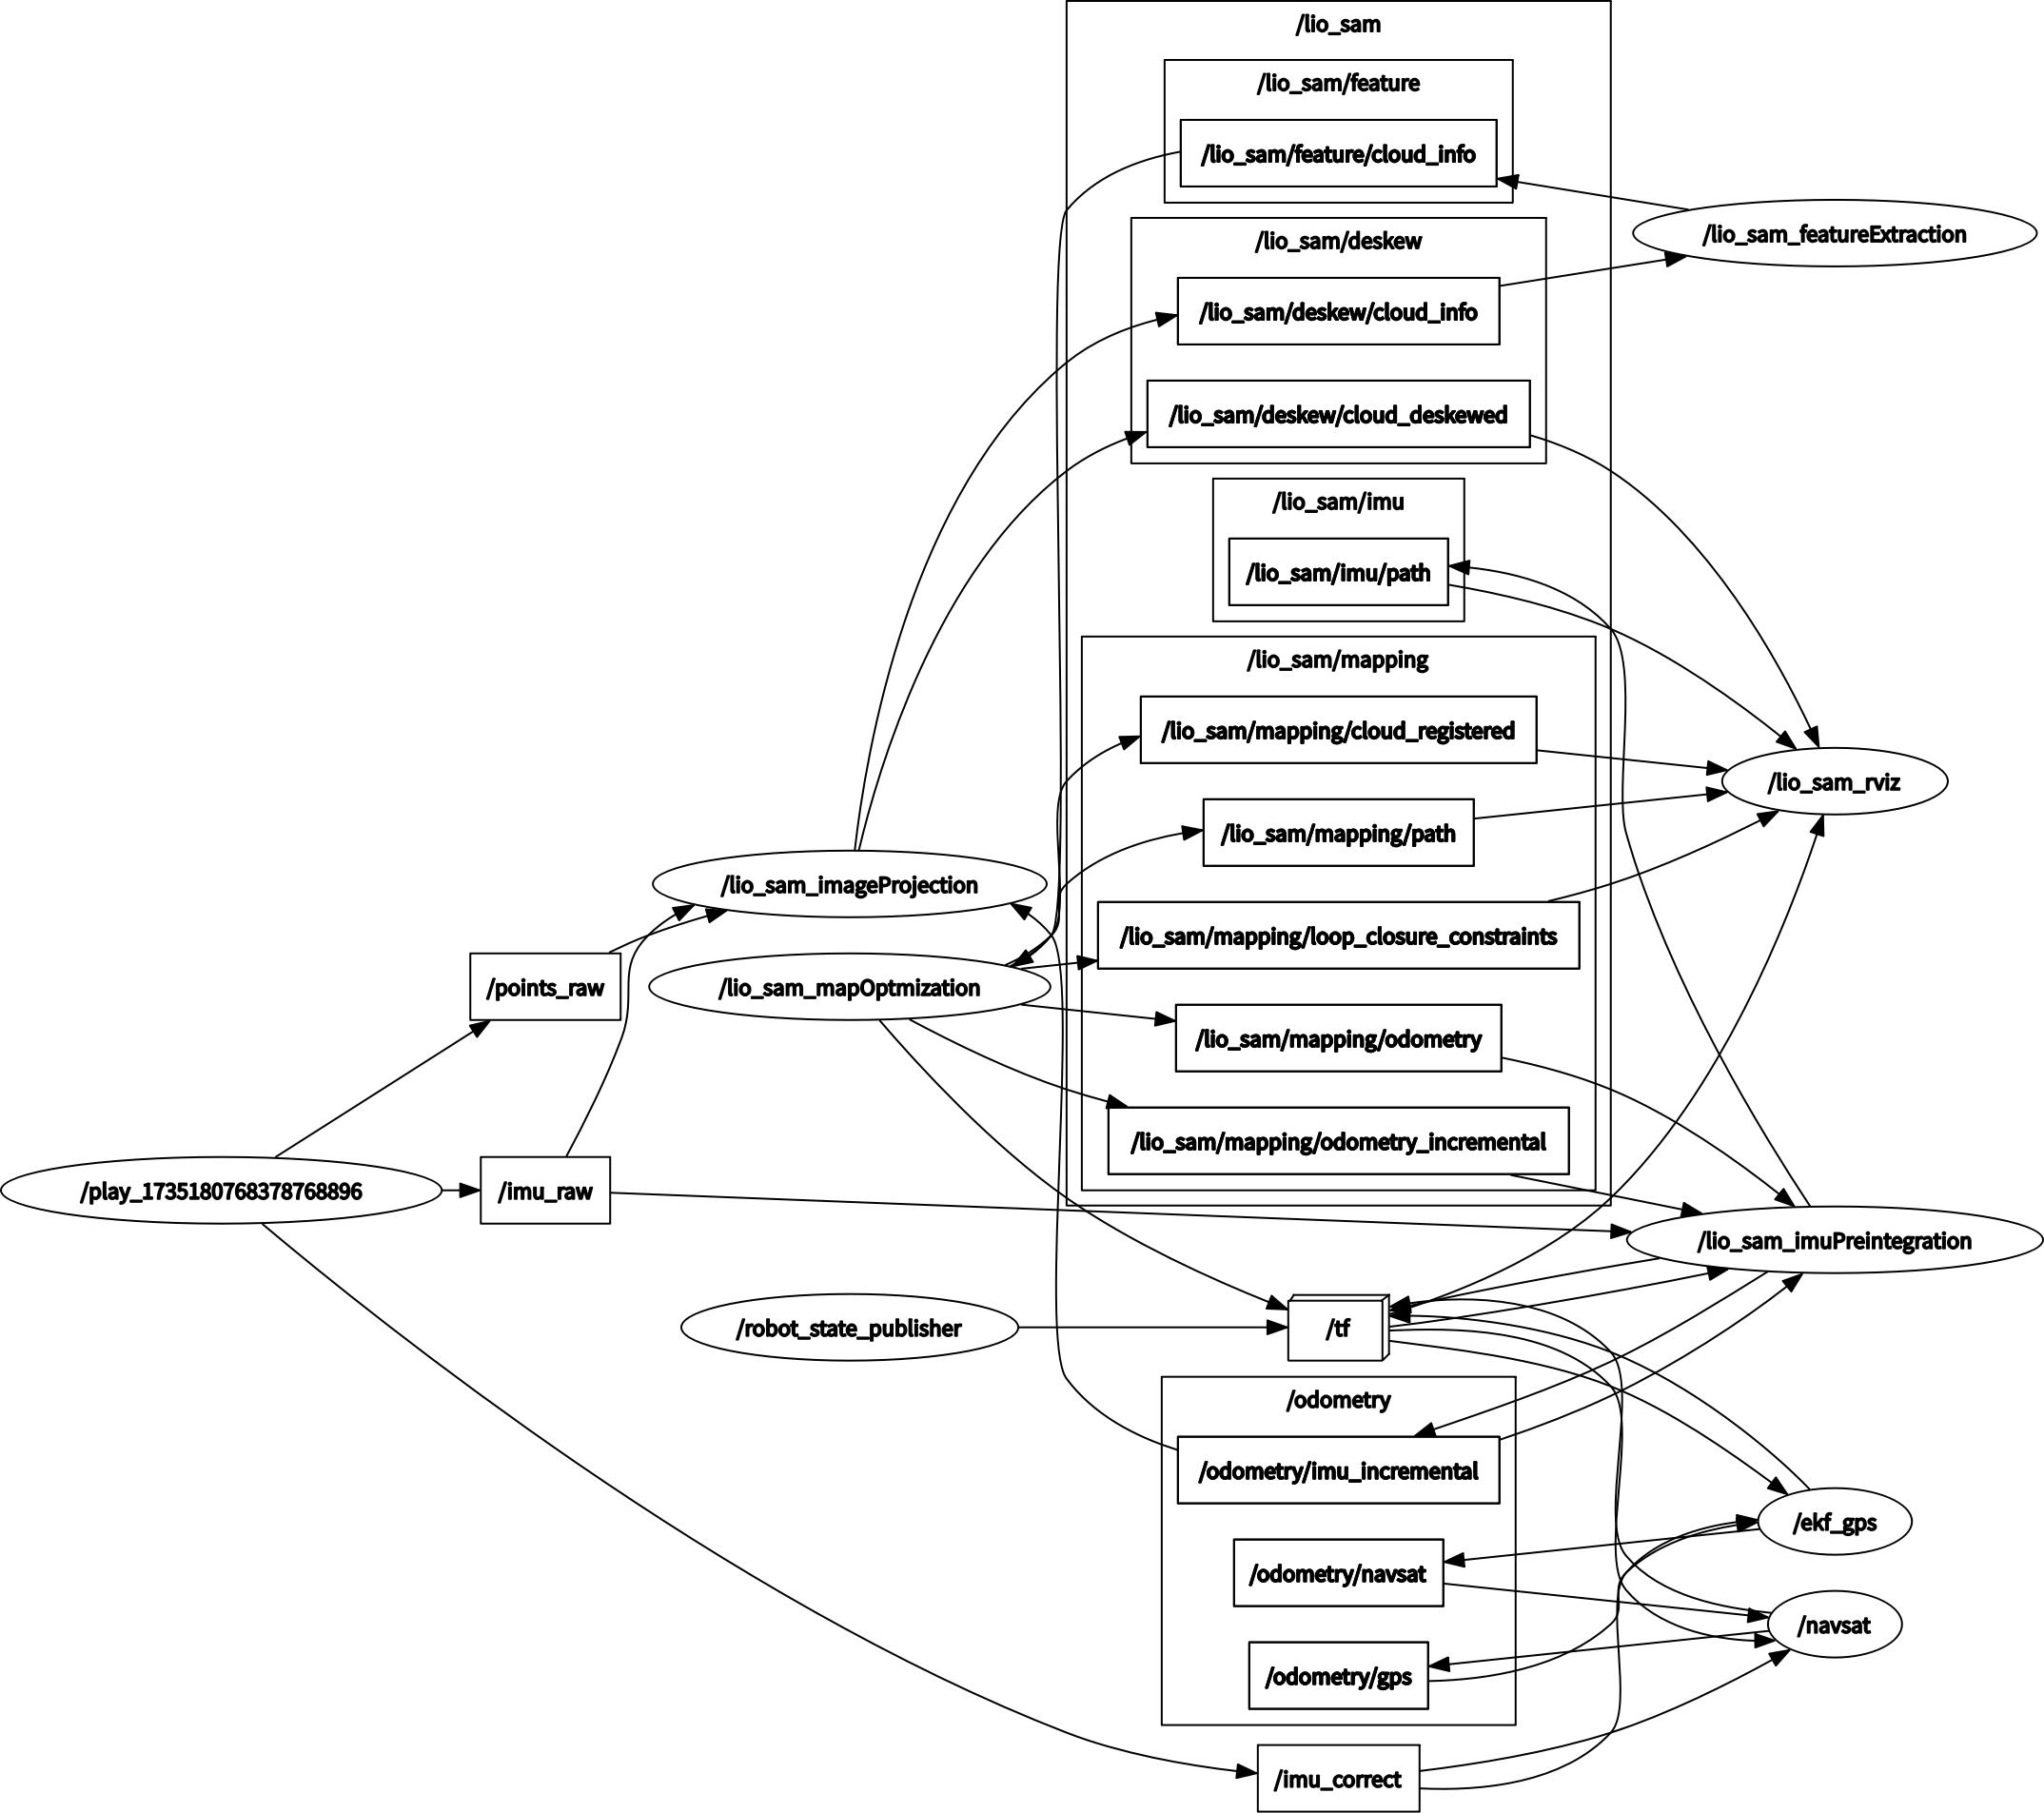 /lio_sam
/lio_sam/feature
/lio_sam/feature/cloud_info
/lio_sam_featureExtraction
/lio_sam/deskew
/lio_sam/deskew/cloud_info
/lio_sam/deskew/cloud_deskewed
/lio_sam/imu
/lio_sam/imu/path
/lio_sam/mapping
/lio_sam/mapping/cloud_registered
/lio_sam_rviz
/lio_sam/mapping/path
/lio_sam_imageProjection
/lio_sam/mapping/loop_closure_constraints
/points_raw
/lio_sam_mapOptmization
/lio_sam/mapping/odometry
/lio_sam/mapping/odometry_incremental
/play_1735180768378768896
/imu_raw
/lio_sam_imuPreintegration
/robot_state_publisher
/tf
/odometry
/odometry/imu_incremental
/ekf_gps
/odometry/navsat
/navsat
/odometry/gps
/imu_correct